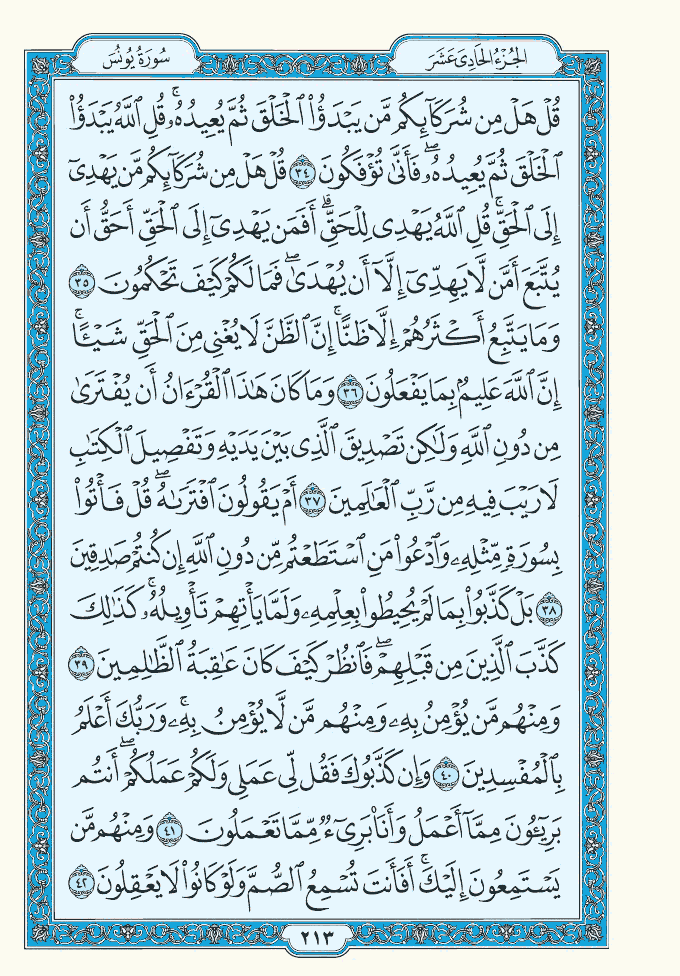 الجُزْءُ الحَادِى عَشَرَ
سُورَةُ يُونُسَ
قُلْ هَلْ مِن شُرَكَآئِكُم مَّن يَبْدَؤُا۟ ٱلْخَلْقَ ثُمَّ يُعِيدُهُۥ ۚ قُلِ ٱللَّهُ يَبْدَؤُا۟
ٱلْخَلْقَ ثُمَّ يُعِيدُهُۥ ۖ فَأَنَّىٰ تُؤْفَكُونَ ﴿٣٤﴾ قُلْ هَلْ مِن شُرَكَآئِكُم مَّن يَهْدِىٓ
إِلَى ٱلْحَقِّ ۚ قُلِ ٱللَّهُ يَهْدِى لِلْحَقِّ ۗ أَفَمَن يَهْدِىٓ إِلَى ٱلْحَقِّ أَحَقُّ أَن
يُتَّبَعَ أَمَّن لَّا يَهِدِّىٓ إِلَّآ أَن يُهْدَىٰ ۖ فَمَا لَكُمْ كَيْفَ تَحْكُمُونَ ﴿٣٥﴾
وَمَا يَتَّبِعُ أَكْثَرُهُمْ إِلَّا ظَنًّا ۚ إِنَّ ٱلظَّنَّ لَا يُغْنِى مِنَ ٱلْحَقِّ شَيْـًٔا ۚ
إِنَّ ٱللَّهَ عَلِيمٌۢ بِمَا يَفْعَلُونَ ﴿٣٦﴾ وَمَا كَانَ هَٰذَا ٱلْقُرْءَانُ أَن يُفْتَرَىٰ
مِن دُونِ ٱللَّهِ وَلَٰكِن تَصْدِيقَ ٱلَّذِى بَيْنَ يَدَيْهِ وَتَفْصِيلَ ٱلْكِتَٰبِ
لَا رَيْبَ فِيهِ مِن رَّبِّ ٱلْعَٰلَمِينَ ﴿٣٧﴾ أَمْ يَقُولُونَ ٱفْتَرَىٰهُ ۖ قُلْ فَأْتُوا۟
بِسُورَةٍ مِّثْلِهِۦ وَٱدْعُوا۟ مَنِ ٱسْتَطَعْتُم مِّن دُونِ ٱللَّهِ إِن كُنتُمْ صَٰدِقِينَ
﴿٣٨﴾ بَلْ كَذَّبُوا۟ بِمَا لَمْ يُحِيطُوا۟ بِعِلْمِهِۦ وَلَمَّا يَأْتِهِمْ تَأْوِيلُهُۥ ۚ كَذَٰلِكَ
كَذَّبَ ٱلَّذِينَ مِن قَبْلِهِمْ ۖ فَٱنظُرْ كَيْفَ كَانَ عَٰقِبَةُ ٱلظَّٰلِمِينَ ﴿٣٩﴾
وَمِنْهُم مَّن يُؤْمِنُ بِهِۦ وَمِنْهُم مَّن لَّا يُؤْمِنُ بِهِۦ ۚ وَرَبُّكَ أَعْلَمُ
بِٱلْمُفْسِدِينَ ﴿٤٠﴾ وَإِن كَذَّبُوكَ فَقُل لِّى عَمَلِى وَلَكُمْ عَمَلُكُمْ ۖ أَنتُم
بَرِيٓـُٔونَ مِمَّآ أَعْمَلُ وَأَنَا۠ بَرِىٓءٌ مِّمَّا تَعْمَلُونَ ﴿٤١﴾ وَمِنْهُم مَّن
يَسْتَمِعُونَ إِلَيْكَ ۚ أَفَأَنتَ تُسْمِعُ ٱلصُّمَّ وَلَوْ كَانُوا۟ لَا يَعْقِلُونَ ﴿٤٢﴾
٢١٣